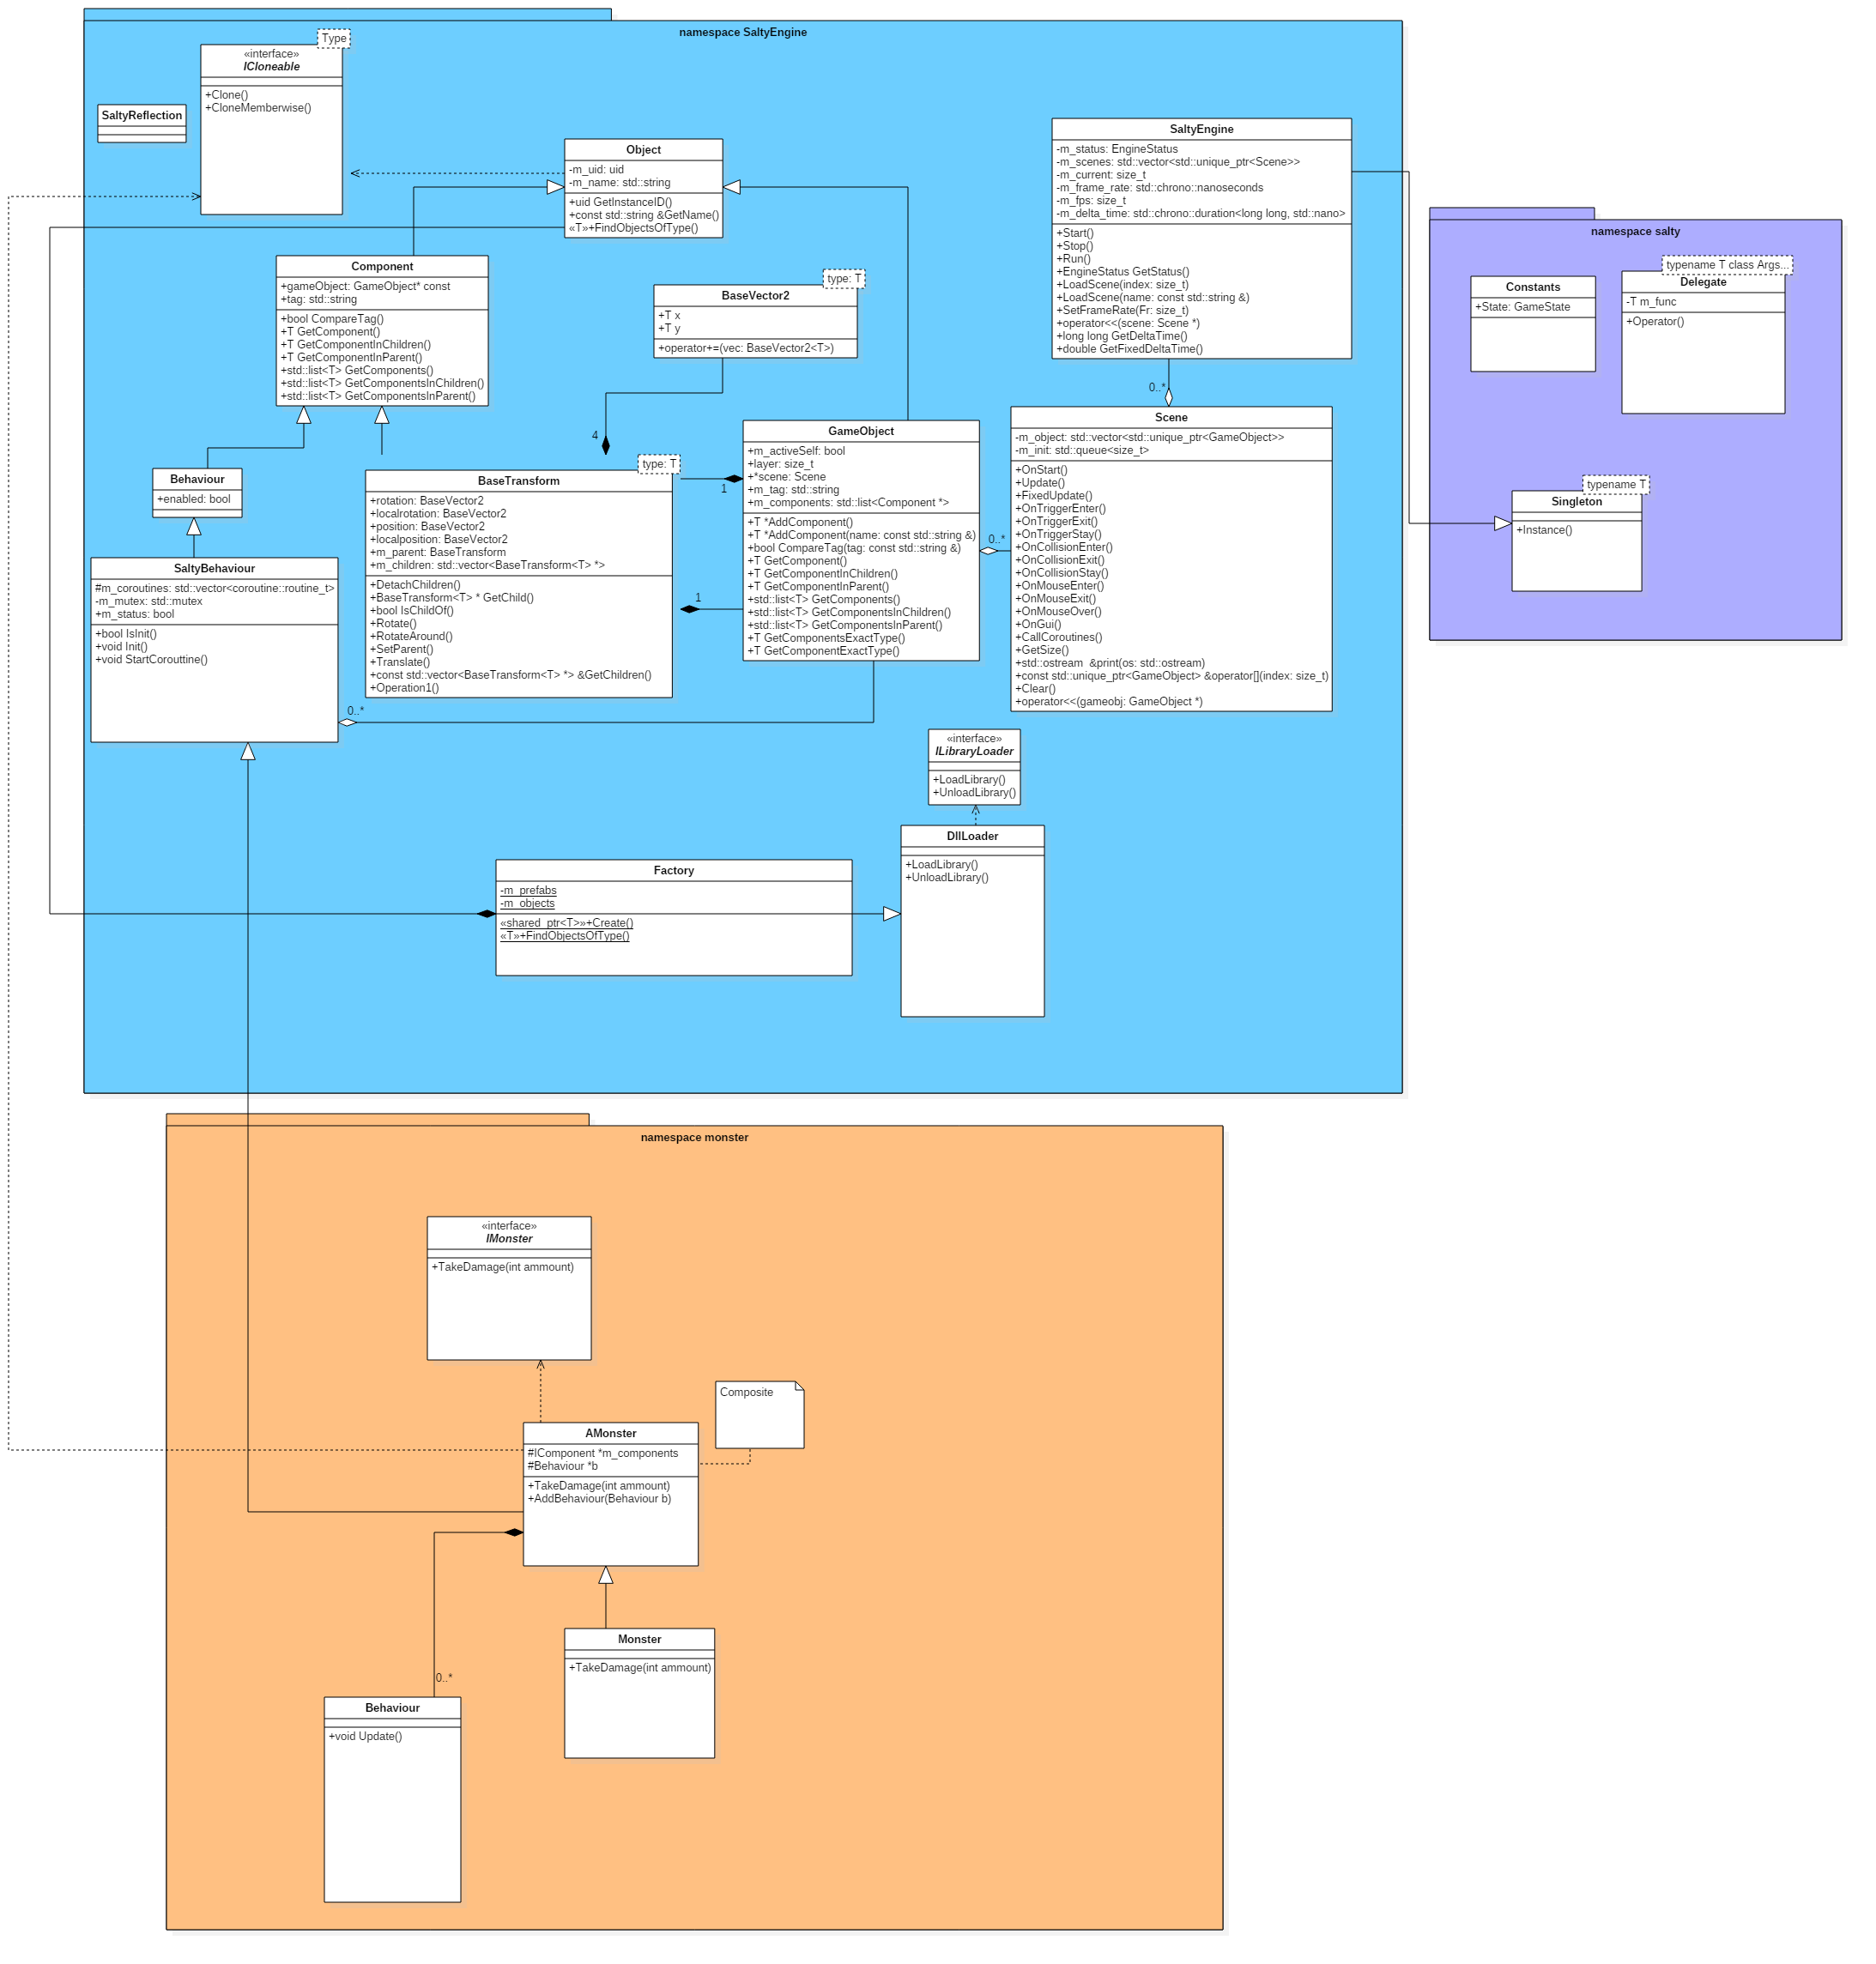 namespace SaltyEngine
Type
«interface»
ICloneable
+Clone()
+CloneMemberwise()
SaltyReflection
Object
-m_uid: uid
-m_name: std::string
+uid GetInstanceID()
+const std::string &GetName()
«T»+FindObjectsOfType()
SaltyEngine
-m_status: EngineStatus
-m_scenes: std::vector<std::unique_ptr<Scene>>
-m_current: size_t
-m_frame_rate: std::chrono::nanoseconds
-m_fps: size_t
-m_delta_time: std::chrono::duration<long long, std::nano>
+Start()
+Stop()
+Run()
+EngineStatus GetStatus()
+LoadScene(index: size_t)
+LoadScene(name: const std::string &)
+SetFrameRate(Fr: size_t)
+operator<<(scene: Scene *)
+long long GetDeltaTime()
+double GetFixedDeltaTime()
0..*
Component
+gameObject: GameObject* const
+tag: std::string
+bool CompareTag()
+T GetComponent()
+T GetComponentInChildren()
+T GetComponentInParent()
+std::list<T> GetComponents()
+std::list<T> GetComponentsInChildren()
+std::list<T> GetComponentsInParent()
type: T
BaseVector2
+T x
+T y
+operator+=(vec: BaseVector2<T>)
4
Behaviour
+enabled: bool
type: T
BaseTransform
+rotation: BaseVector2
+localrotation: BaseVector2
+position: BaseVector2
+localposition: BaseVector2
+m_parent: BaseTransform
+m_children: std::vector<BaseTransform<T> *>
+DetachChildren()
+BaseTransform<T> * GetChild()
+bool IsChildOf()
+Rotate()
+RotateAround()
+SetParent()
+Translate()
+const std::vector<BaseTransform<T> *> &GetChildren()
+Operation1()
1
1
GameObject
+m_activeSelf: bool
+layer: size_t
+*scene: Scene
+m_tag: std::string
+m_components: std::list<Component *>
+T *AddComponent()
+T *AddComponent(name: const std::string &)
+bool CompareTag(tag: const std::string &)
+T GetComponent()
+T GetComponentInChildren()
+T GetComponentInParent()
+std::list<T> GetComponents()
+std::list<T> GetComponentsInChildren()
+std::list<T> GetComponentsInParent()
+T GetComponentsExactType()
+T GetComponentExactType()
0..*
Scene
-m_object: std::vector<std::unique_ptr<GameObject>>
-m_init: std::queue<size_t>
+OnStart()
+Update()
+FixedUpdate()
+OnTriggerEnter()
+OnTriggerExit()
+OnTriggerStay()
+OnCollisionEnter()
+OnCollisionExit()
+OnCollisionStay()
+OnMouseEnter()
+OnMouseExit()
+OnMouseOver()
+OnGui()
+CallCoroutines()
+GetSize()
+std::ostream  &print(os: std::ostream)
+const std::unique_ptr<GameObject> &operator[](index: size_t)
+Clear()
+operator<<(gameobj: GameObject *)
SaltyBehaviour
#m_coroutines: std::vector<coroutine::routine_t>
-m_mutex: std::mutex
+m_status: bool
+bool IsInit()
+void Init()
+void StartCorouttine()
0..*
«interface»
ILibraryLoader
+LoadLibrary()
+UnloadLibrary()
DllLoader
+LoadLibrary()
+UnloadLibrary()
Factory
-m_prefabs
-m_objects
«shared_ptr<T>»+Create()
«T»+FindObjectsOfType()
namespace salty
Constants
+State: GameState
typename T class Args...
Delegate
-T m_func
+Operator()
typename T
Singleton
+Instance()
namespace monster
«interface»
IMonster
+TakeDamage(int ammount)
Composite
AMonster
#IComponent *m_components
#Behaviour *b
+TakeDamage(int ammount)
+AddBehaviour(Behaviour b)
Monster
+TakeDamage(int ammount)
0..*
Behaviour
+void Update()